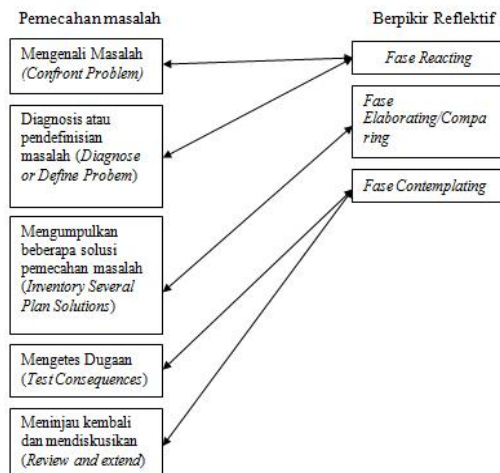 Pemecahan masalah
Mengenali Masalah
(Confront Problem)
Diagnosis atau
pendefinisian
masalah (Diagnose
or Define Probem)
Mengumpulkan
beberapa solusi
pemecahan masalah
(Inventory Several
Plan Solutions)
Mengetes Dugaan
(Test Consequences)
Meninjau kembali
dan mendiskusikan
(Review and extend)
Berpikir Reflektif
Fase Reacting
Fase
Elaborating/Compa
ring
Fase Contemplating